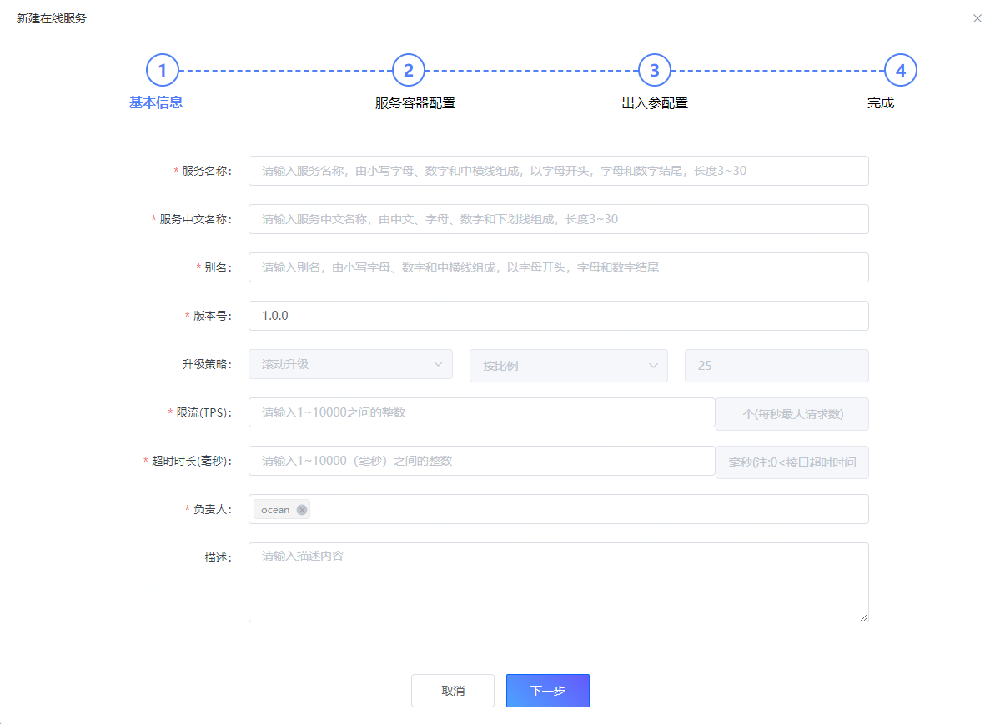 新建在线服务
1 2 3 4
基本信息 服务容器配置 出入参配置 完成
* 服务名称: 请输入服务名称，由小写字母、数字和中横线组成，以字母开头，字母和数字结尾，长度3~30
* 服务中文名称: 请输入服务中文名称，由中文、字母、数字和下划线组成，长度3~30
* 别名: 请输入别名，由小写字母、数字和中横线组成，以字母开头，字母和数字结尾
* 版本号: 1.0.0
升级策略: 滚动升级 按比例 25
* 限流(TPS): 请输入1~10000之间的整数 个(每秒最大请求数)
* 超时时长(毫秒): 请输入1~10000（毫秒）之间的整数 毫秒(注:0<接口超时时间
* 负责人: ocean
描述: 请输入描述内容
取消 下一步